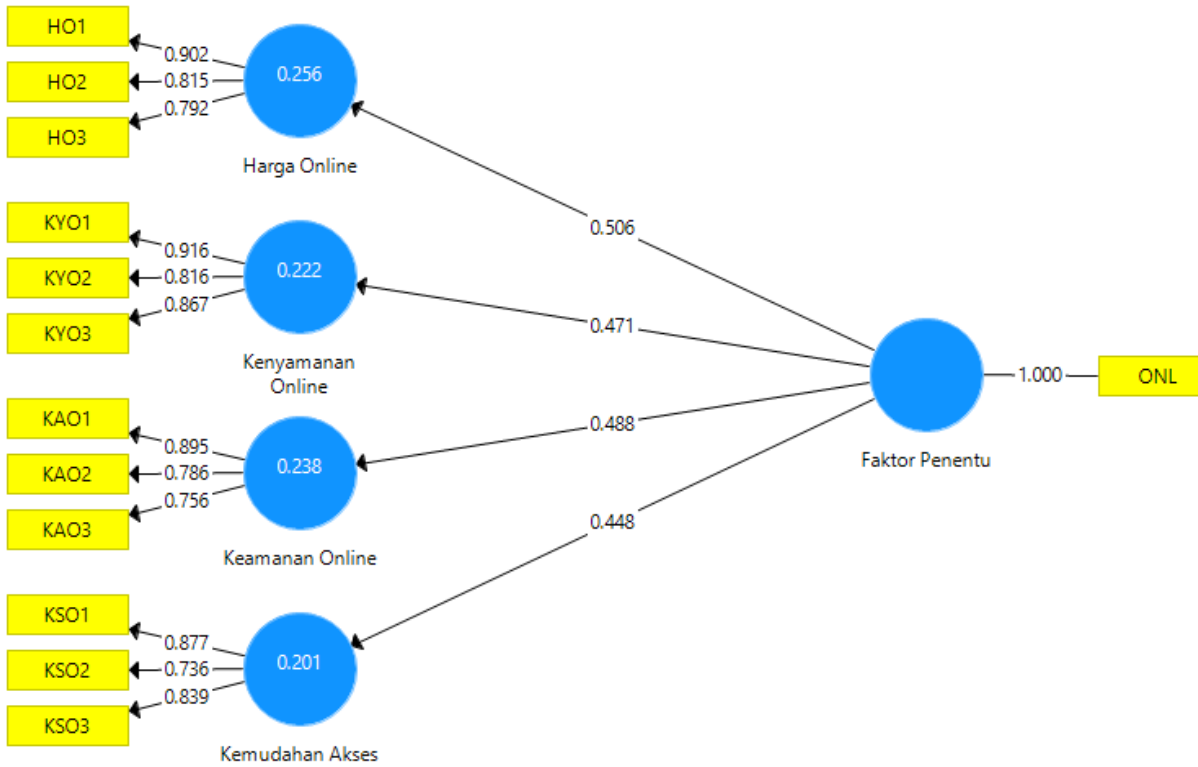 HO1
0.902
0.256
HO2
0.815
HO3
0.792
Harga Online
0.506
KYO1
0.916
0.222
KYO2
0.816
KYO3
0.867
0.471
Kenyamanan
Online
1.000
ONL
KAO1
0.895
0.238
KAO2
0.786
KAO3
0.756
0.488
Faktor Penentu
Keamanan Online
0.448
KSO1
0.877
0.201
KSO2
0.736
KSO3
0.839
Kemudahan Akses